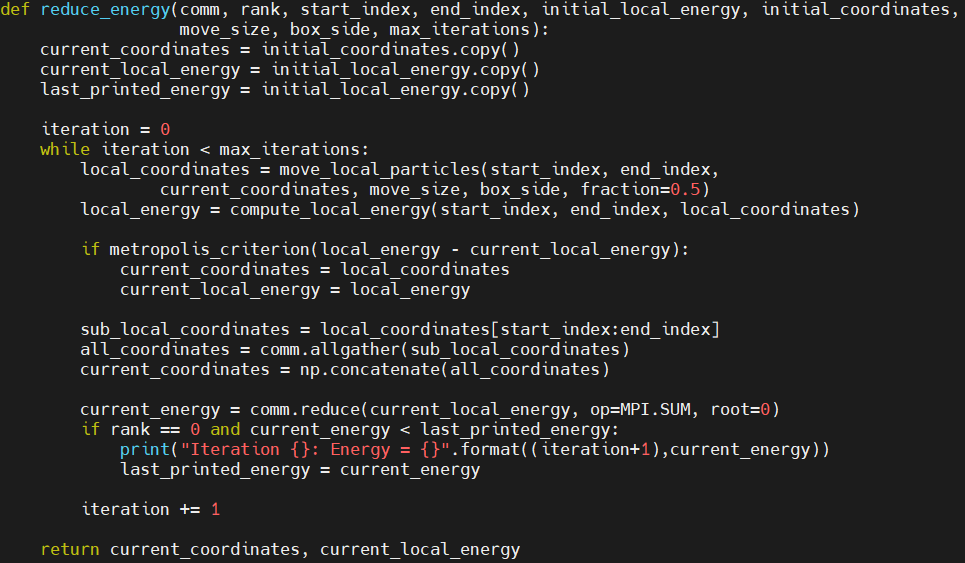 def reduce_energy(comm, rank, start_index, end_index, initial_local_energy, initial_coordinates,
                  move_size, box_side, max_iterations):
    current_coordinates = initial_coordinates.copy()
    current_local_energy = initial_local_energy.copy()
    last_printed_energy = initial_local_energy.copy()

    iteration = 0
    while iteration < max_iterations:
        local_coordinates = move_local_particles(start_index, end_index,
                current_coordinates, move_size, box_side, fraction=0.5)
        local_energy = compute_local_energy(start_index, end_index, local_coordinates)

        if metropolis_criterion(local_energy - current_local_energy):
            current_coordinates = local_coordinates
            current_local_energy = local_energy

        sub_local_coordinates = local_coordinates[start_index:end_index]
        all_coordinates = comm.allgather(sub_local_coordinates)
        current_coordinates = np.concatenate(all_coordinates)

        current_energy = comm.reduce(current_local_energy, op=MPI.SUM, root=0)
        if rank == 0 and current_energy < last_printed_energy:
            print("Iteration {}: Energy = {}".format((iteration+1),current_energy))
            last_printed_energy = current_energy

        iteration += 1

    return current_coordinates, current_local_energy